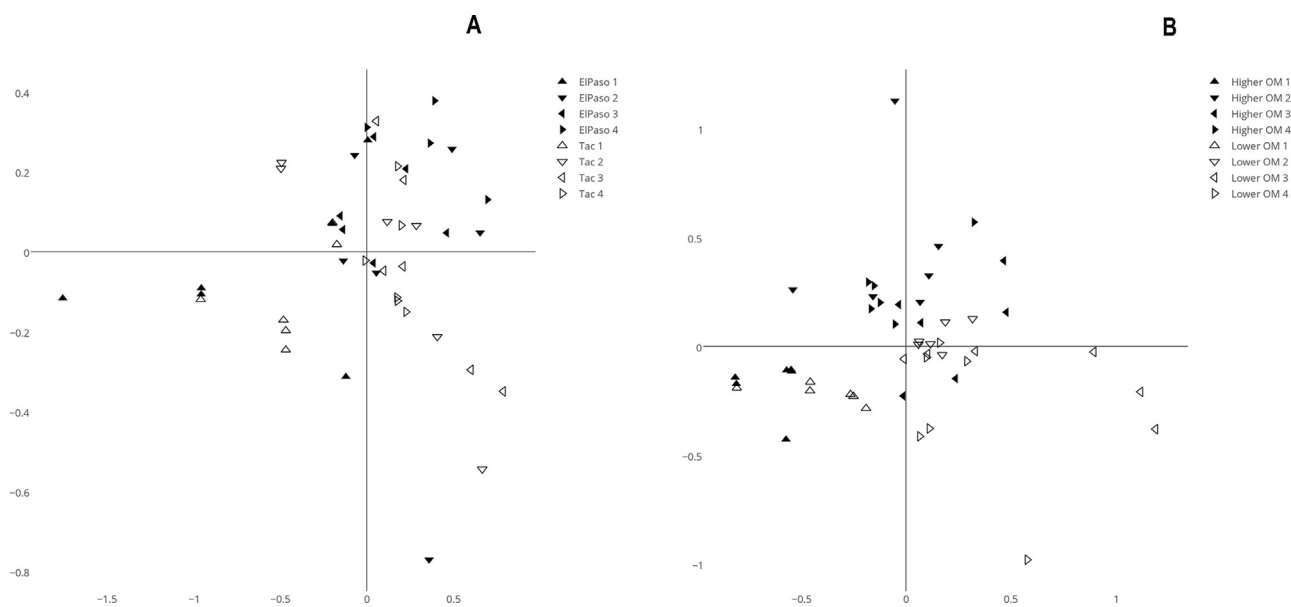 A
ElPaso 1
ElPaso 2
ElPaso 3
ElPaso 4
Tac 1
Tac 2
Tac 3
Tac 4
0.4
0.2
0
−0.2
−0.4
−0.6
−0.8
−1.5
−1
−0.5
0
0.5
B
Higher OM 1
Higher OM 2
Higher OM 3
Higher OM 4
Lower OM 1
Lower OM 2
Lower OM 3
Lower OM 4
1
0.5
0
−0.5
−1
−0.5
0
0.5
1